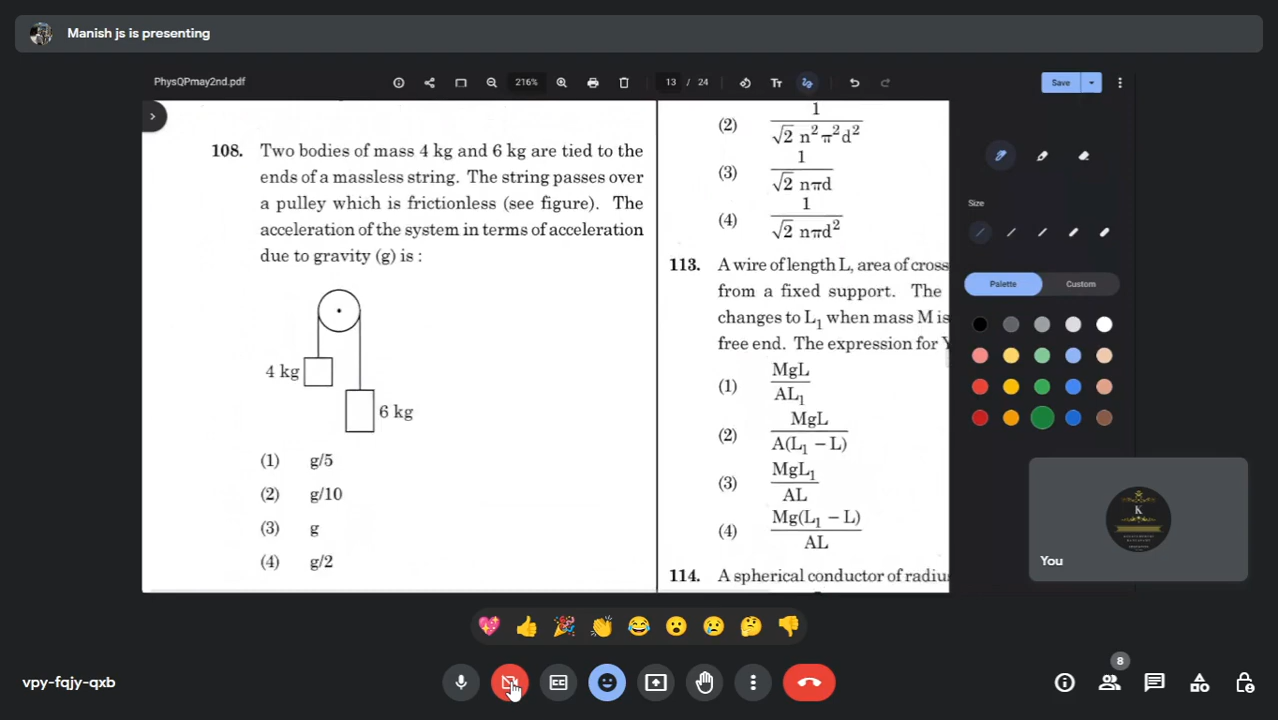 Manish js is presenting
PhysQPmay2nd.pdf
216%
13 / 24
Save
108. Two bodies of mass 4 kg and 6 kg are tied to the
ends of a massless string. The string passes over
a pulley which is frictionless (see figure). The
acceleration of the system in terms of acceleration
due to gravity (g) is :
4 kg
6 kg
(1) g/5
(2) g/10
(3) g
(4) g/2
(2) 1/(√2 n²π²d²)
(3) 1/(√2 nπd)
(4) 1/(√2 nπd²)
113. A wire of length L, area of cross
from a fixed support. The
changes to L₁ when mass M is
free end. The expression for Y
(1) MgL/AL₁
(2) MgL/A(L₁ − L)
(3) MgL₁/AL
(4) Mg(L₁ − L)/AL
114. A spherical conductor of radiu
Size
Palette
Custom
K
You
vpy-fqjy-qxb
8